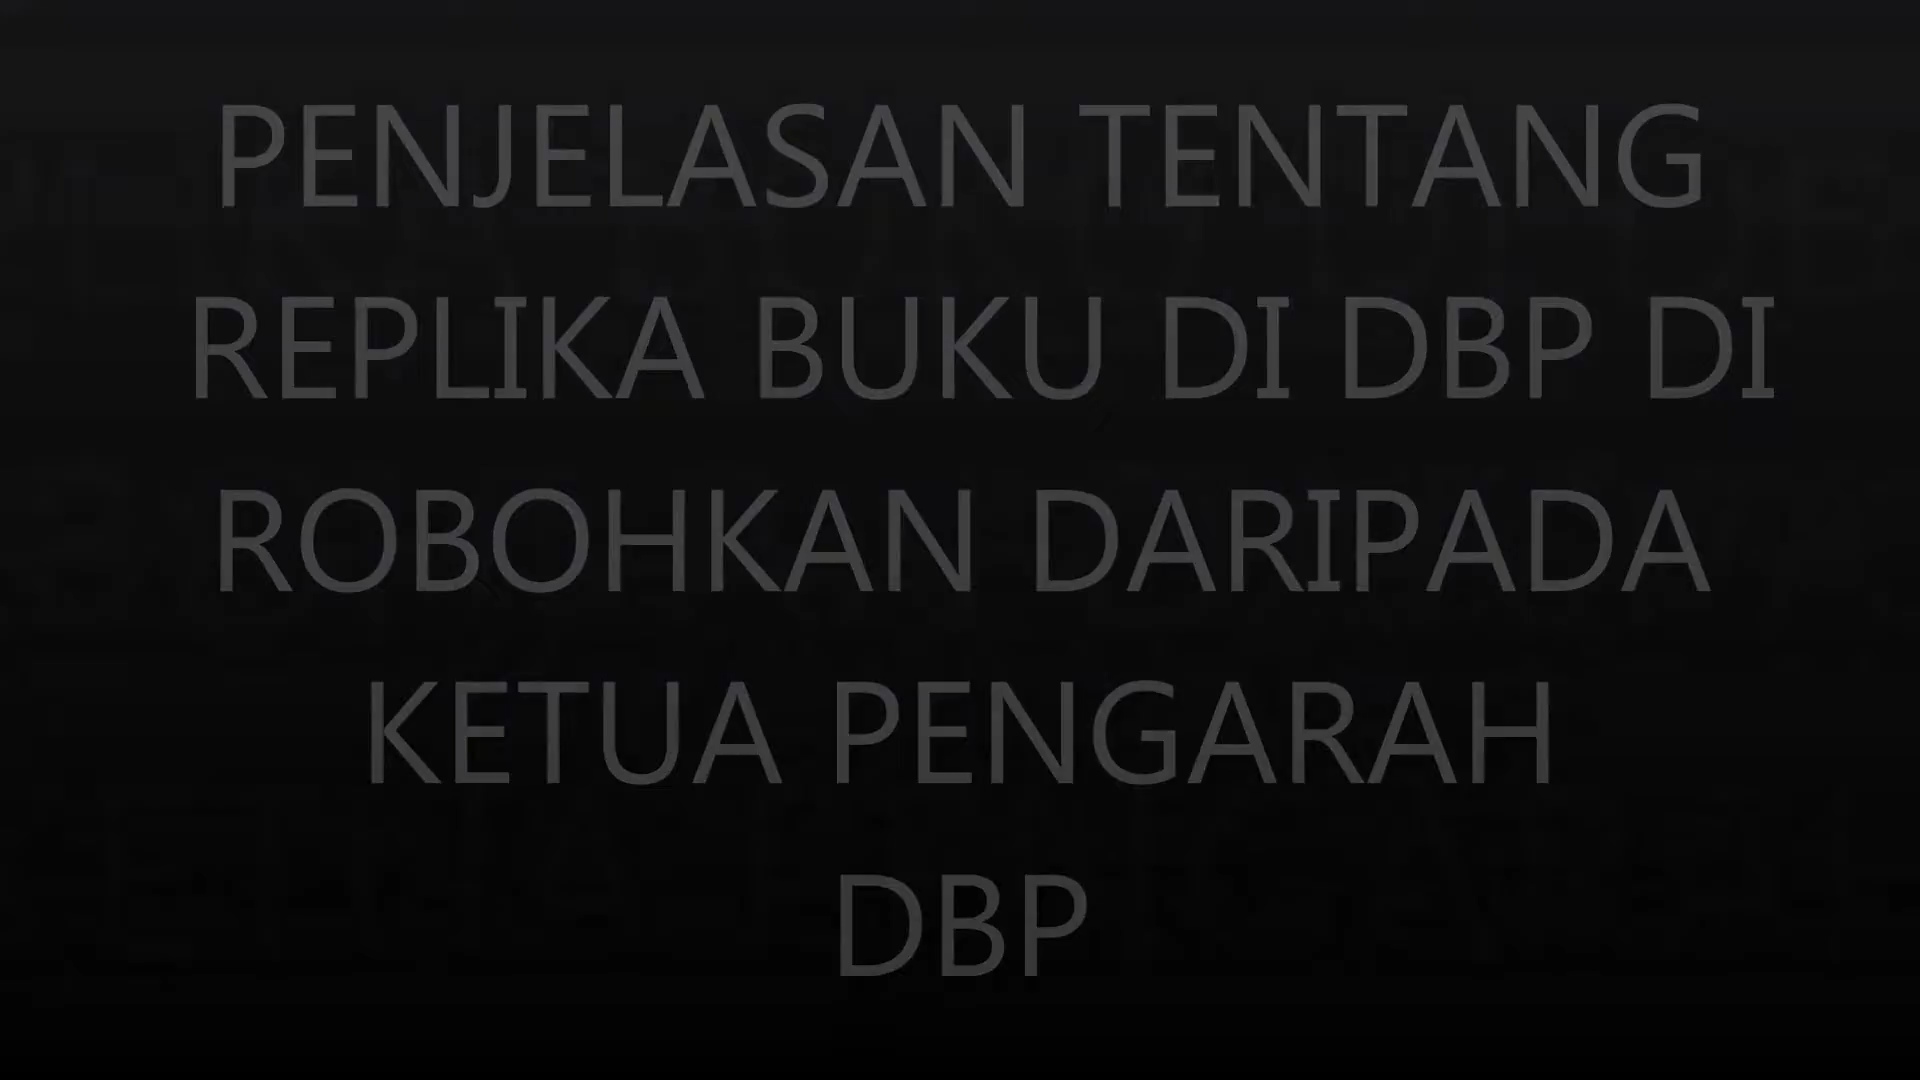 PENJELASAN TENTANG
REPLIKA BUKU DI DBP DI
ROBOHKAN DARIPADA
KETUA PENGARAH
DBP